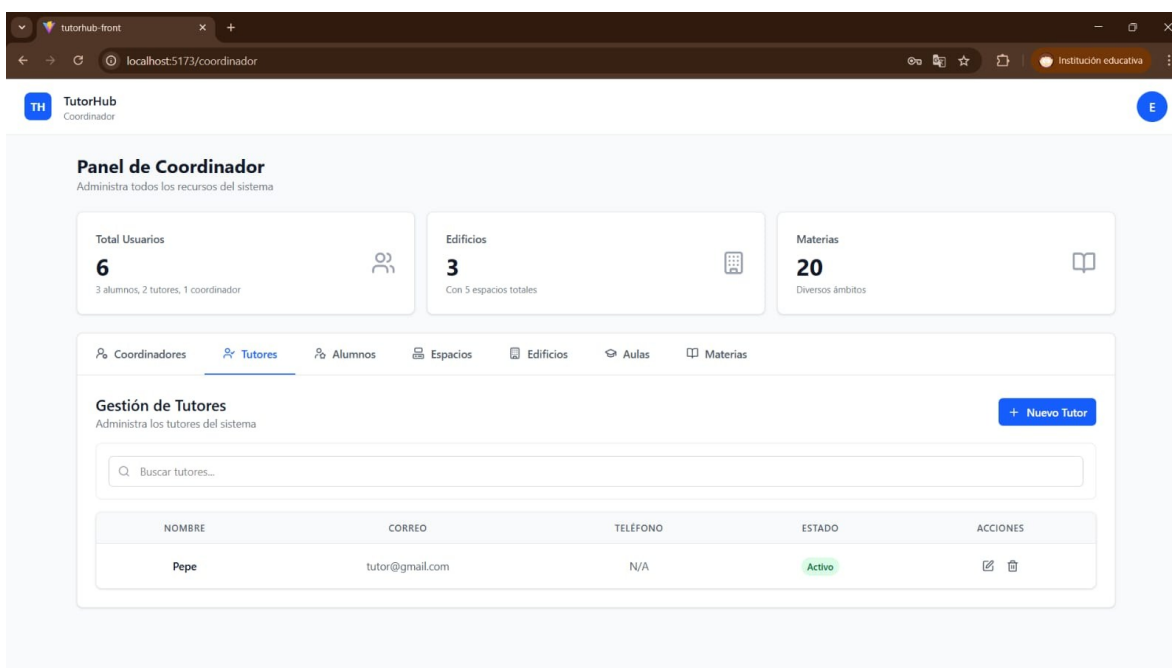 tutorhub-front
localhost:5173/coordinador
Institución educativa
TH
TutorHub
Coordinador
E
Panel de Coordinador
Administra todos los recursos del sistema
Total Usuarios
6
3 alumnos, 2 tutores, 1 coordinador
Edificios
3
Con 5 espacios totales
Materias
20
Diversos ámbitos
Coordinadores Tutores Alumnos Espacios Edificios Aulas Materias
Gestión de Tutores
Administra los tutores del sistema
+ Nuevo Tutor
Buscar tutores...
NOMBRE CORREO TELÉFONO ESTADO ACCIONES
Pepe tutor@gmail.com N/A Activo